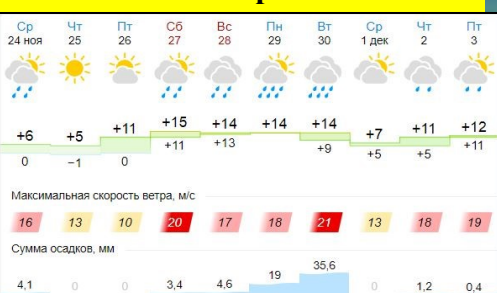 Ср Чт Пт Сб Вс Пн Вт Ср Чт Пт
24 ноя 25 26 27 28 29 30 1 дек 2 3
+6 +5 +11 +15 +14 +14 +14 +7 +11 +12
0 −1 0 +11 +13 +9 +5 +5 +11
Максимальная скорость ветра, м/с
16 13 10 20 17 18 21 13 18 19
Сумма осадков, мм
4,1 0 0 3,4 4,6 19 35,6 0 1,2 0,4